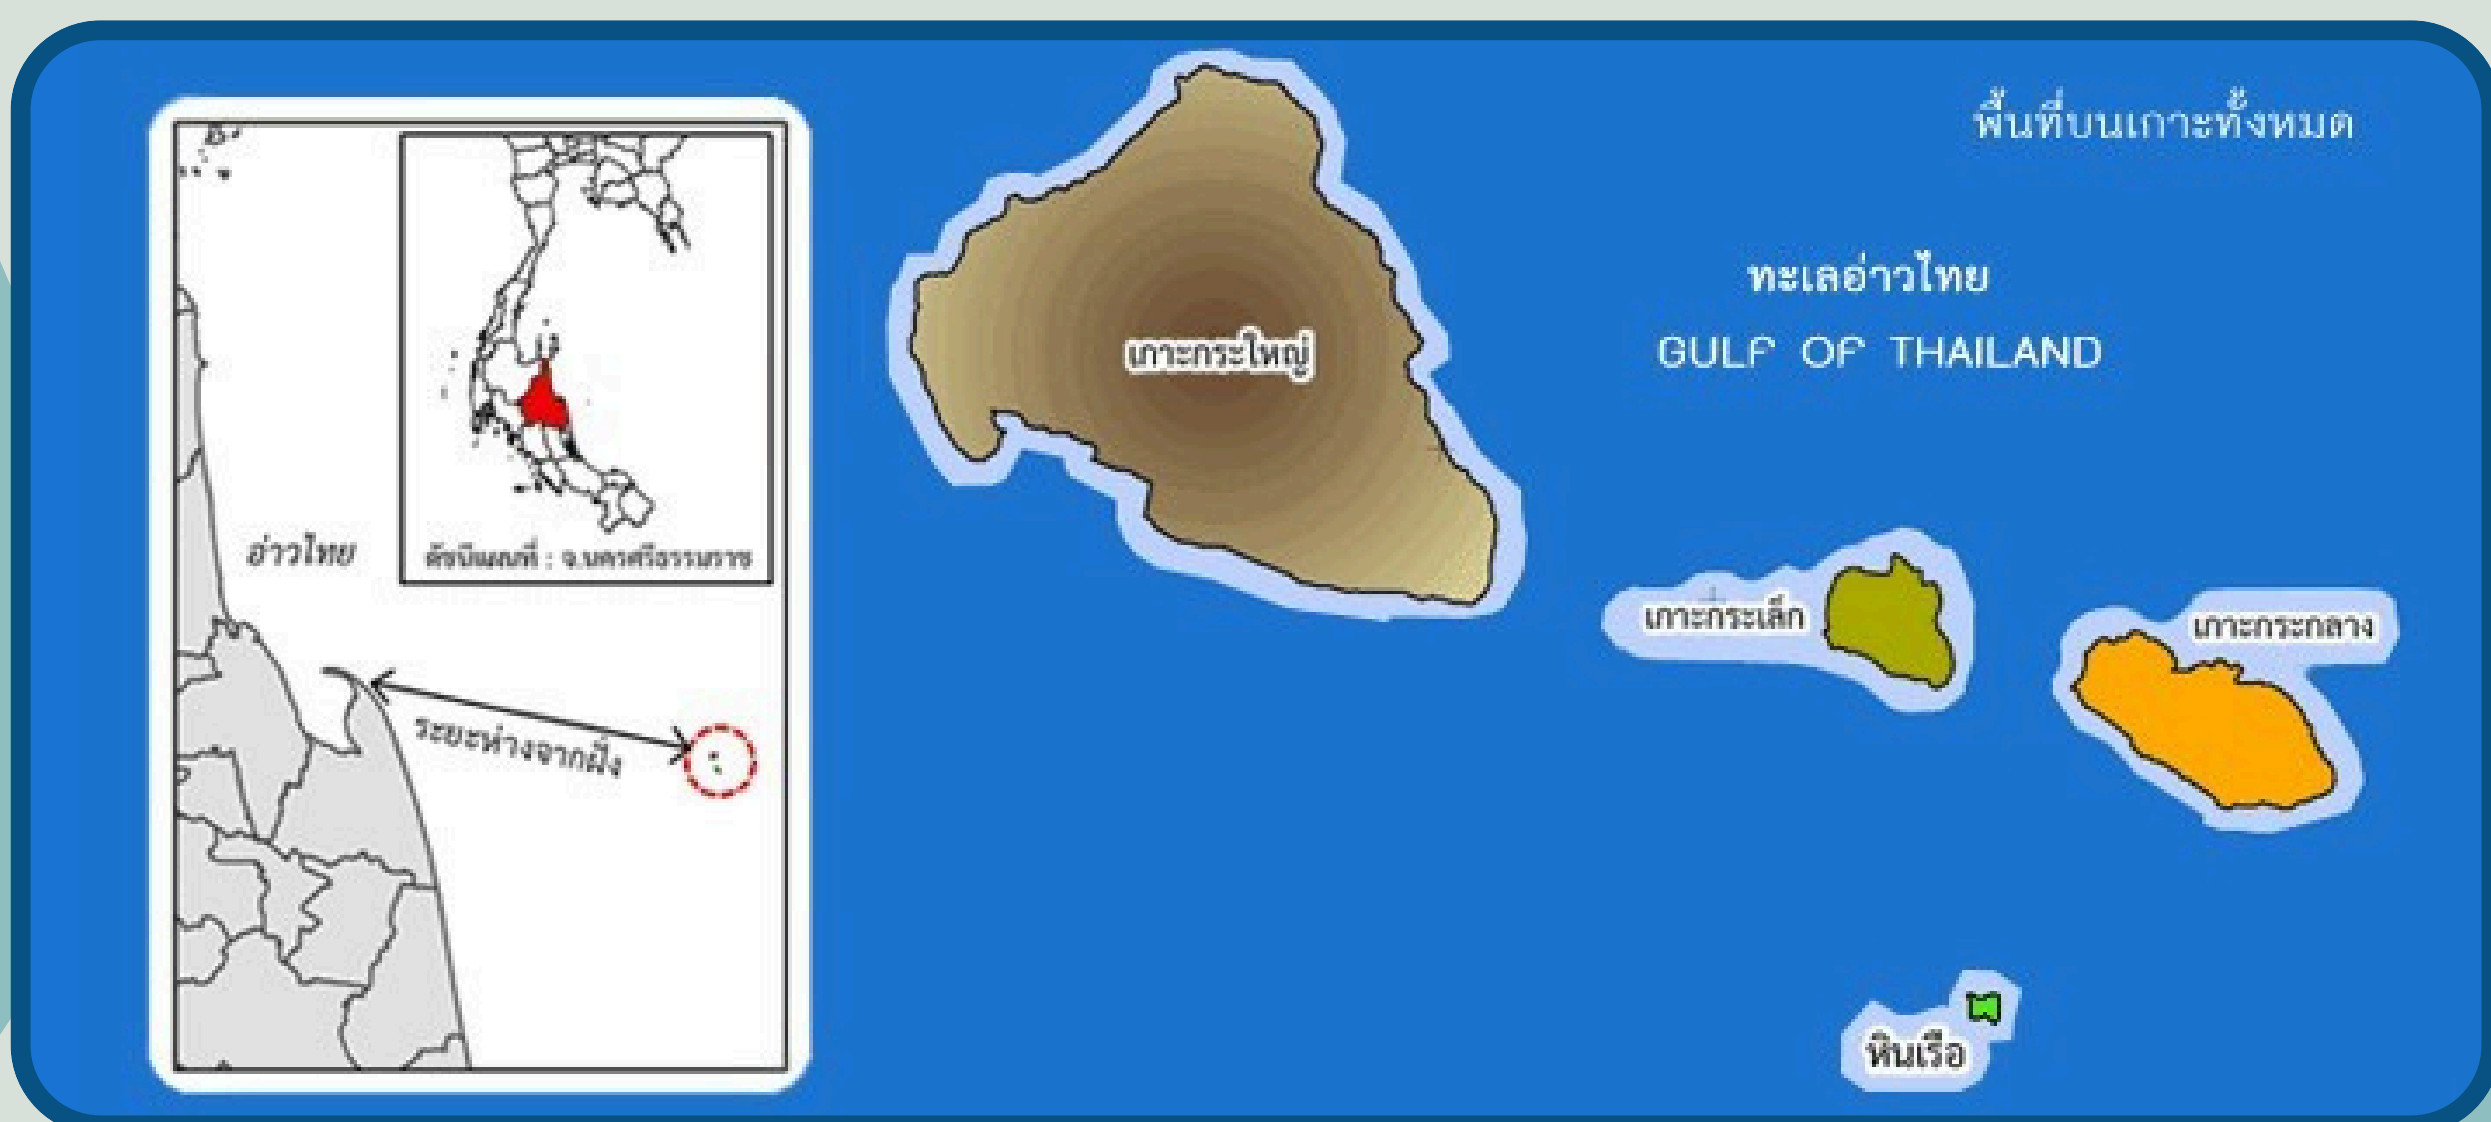 พื้นที่บนเกาะทั้งหมด
ทะเลอ่าวไทย
GULF OF THAILAND
เกาะกระใหญ่
เกาะกระเล็ก
เกาะกระกลาง
หินเรือ
ดัชนีแผนที่ : จ.นครศรีธรรมราช
อ่าวไทย
ระยะห่างจากฝั่ง